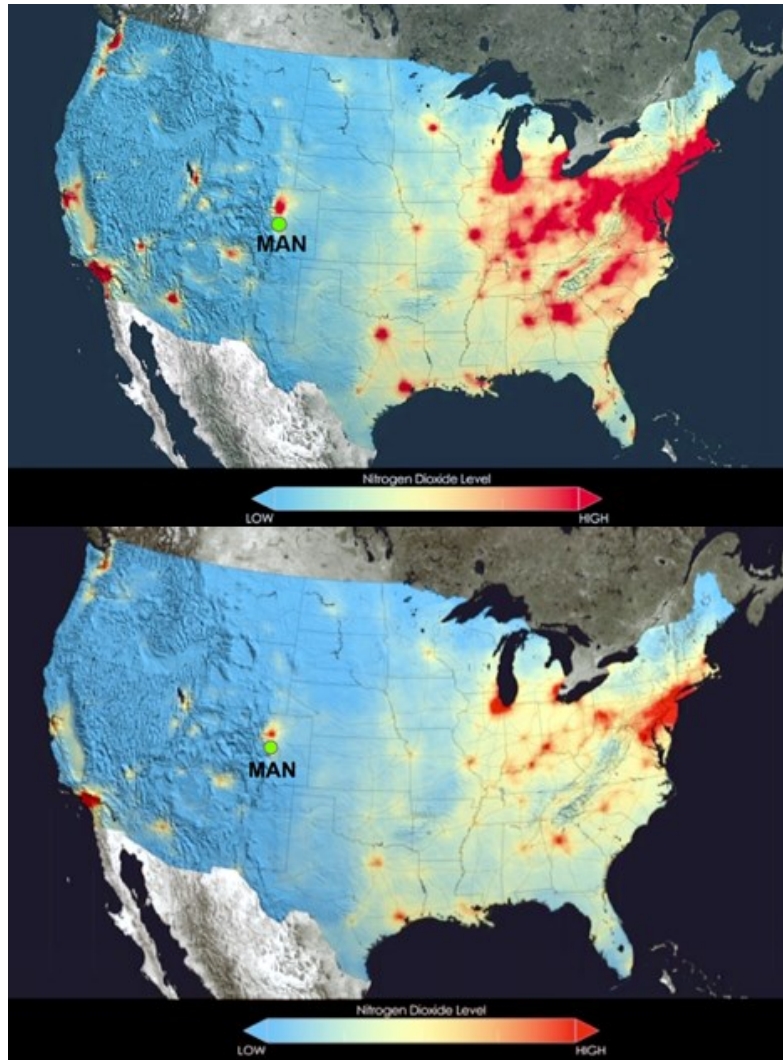 MAN
Nitrogen Dioxide Level
LOW
HIGH
MAN
Nitrogen Dioxide Level
LOW
HIGH